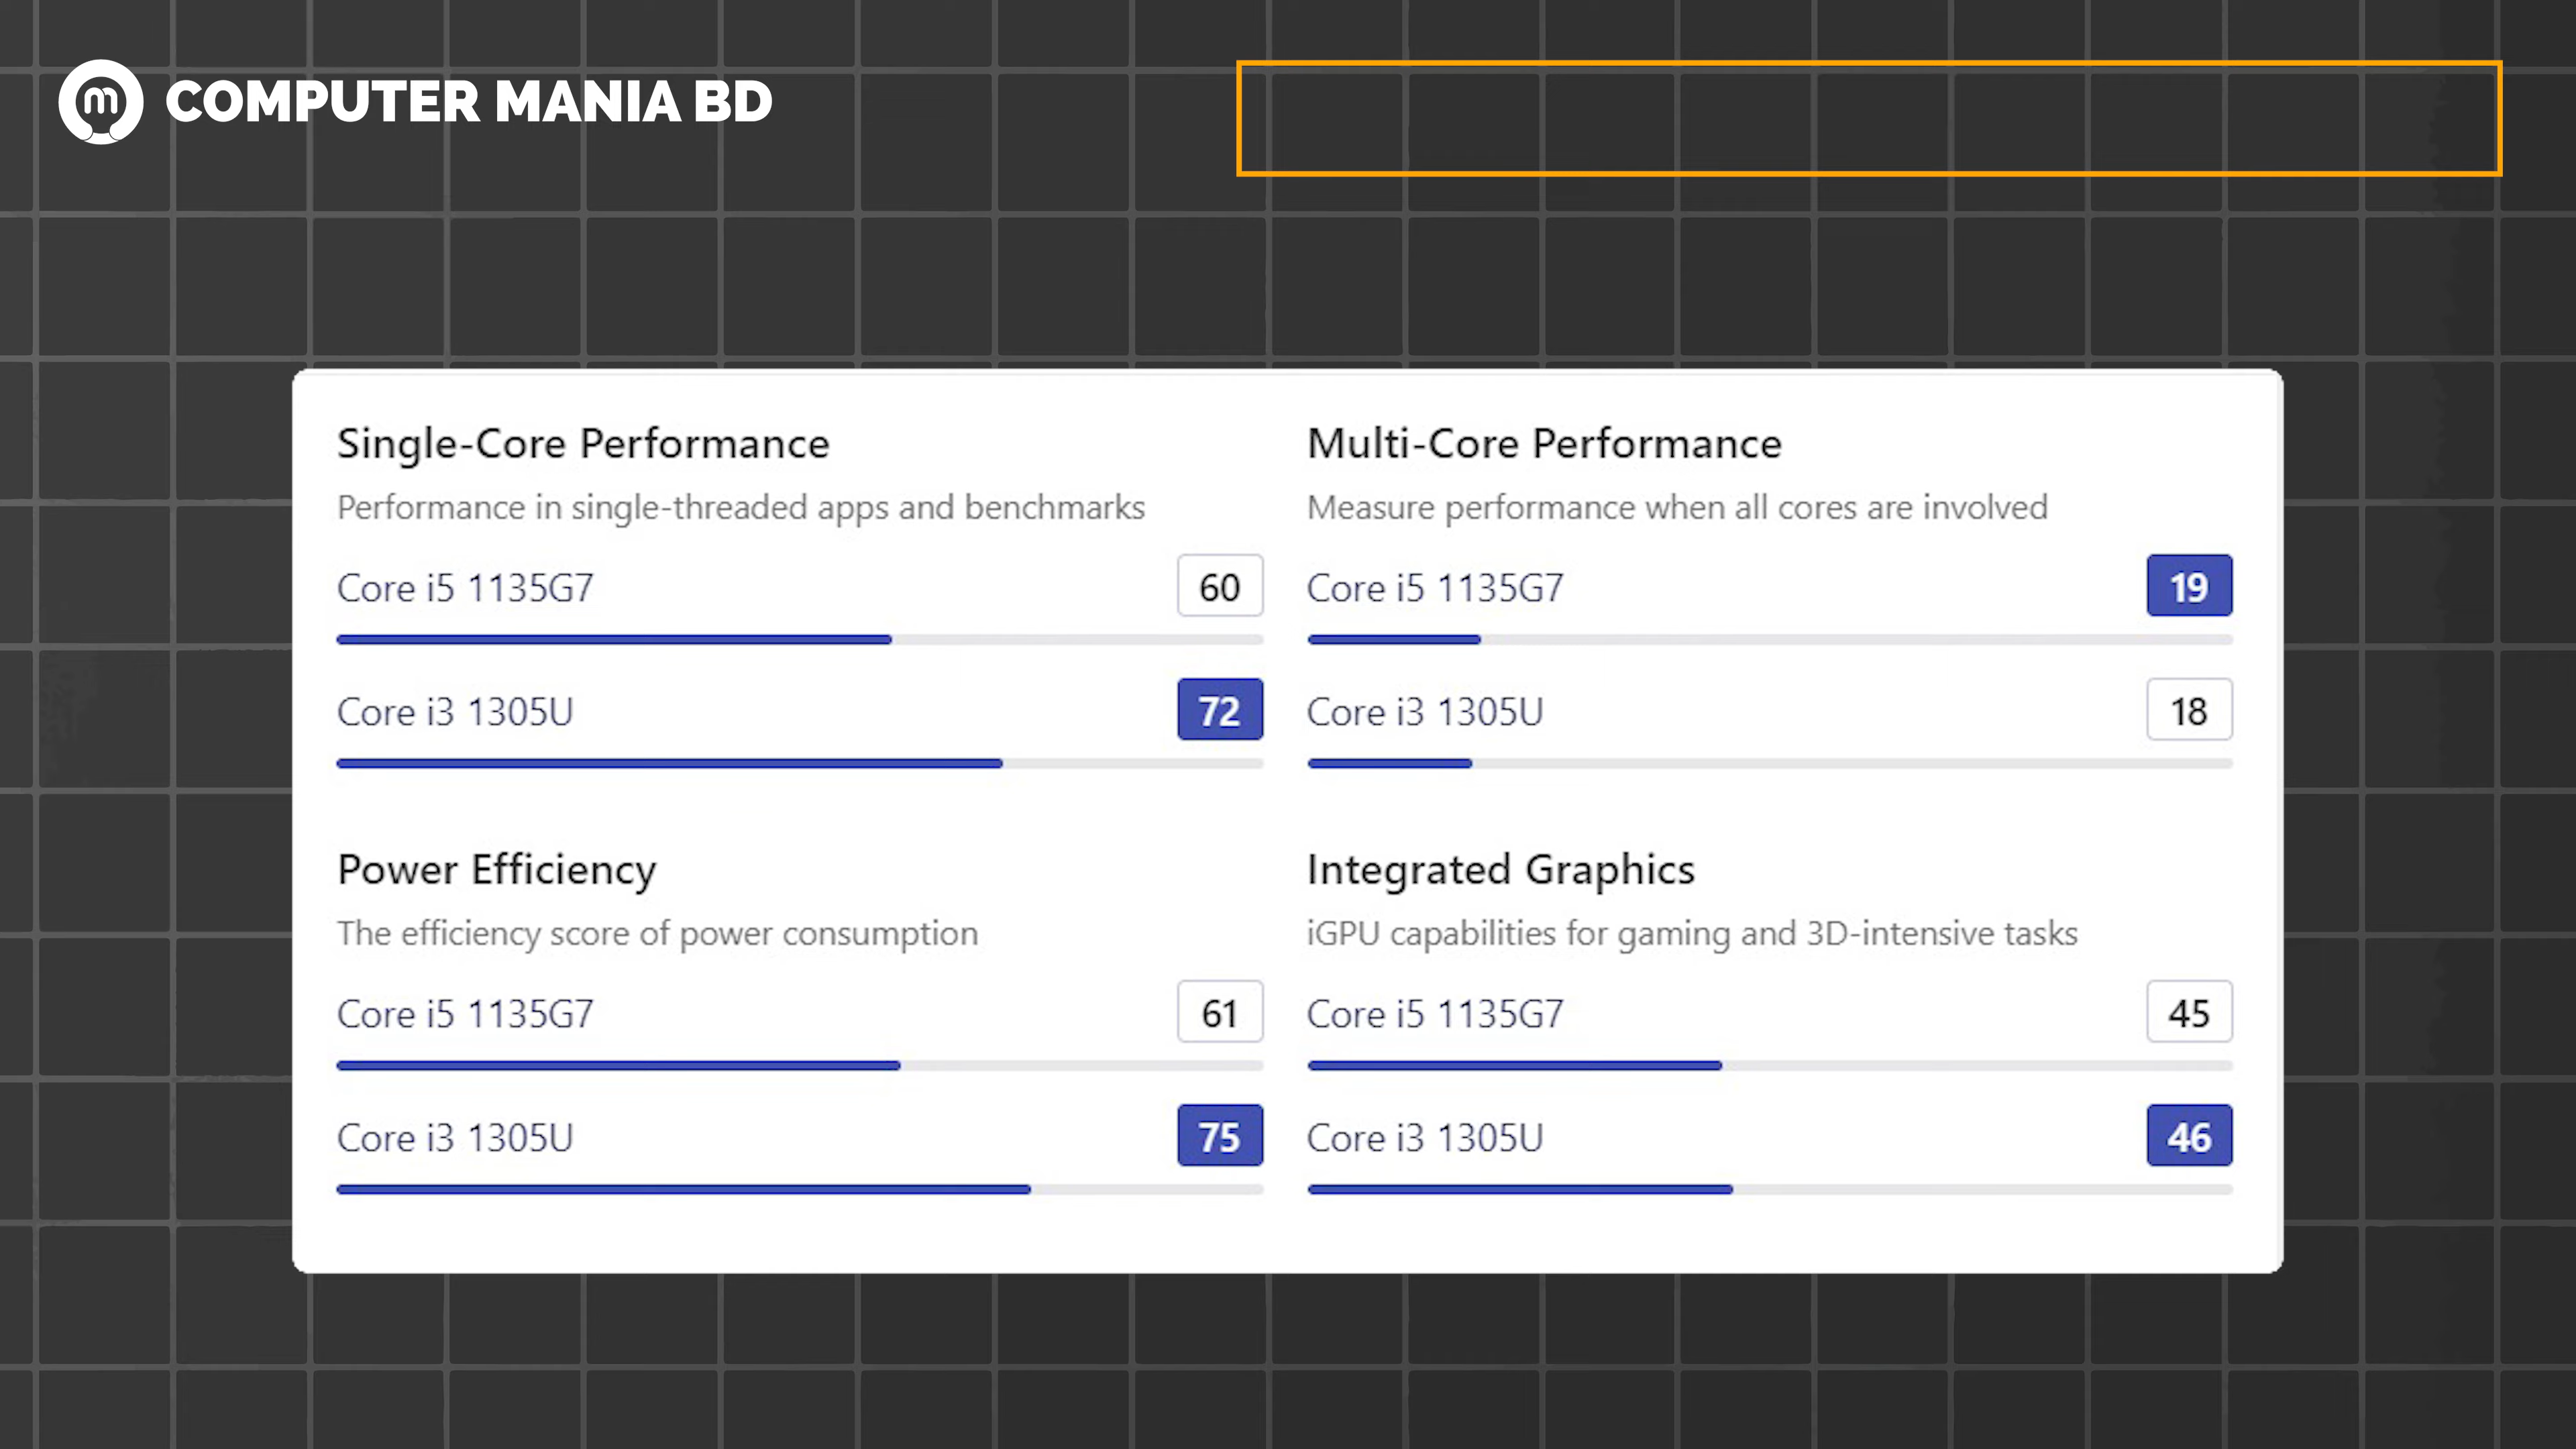 COMPUTER MANIA BD
Single-Core Performance
Performance in single-threaded apps and benchmarks
Core i5 1135G7 60
Core i3 1305U 72
Multi-Core Performance
Measure performance when all cores are involved
Core i5 1135G7 19
Core i3 1305U 18
Power Efficiency
The efficiency score of power consumption
Core i5 1135G7 61
Core i3 1305U 75
Integrated Graphics
iGPU capabilities for gaming and 3D-intensive tasks
Core i5 1135G7 45
Core i3 1305U 46